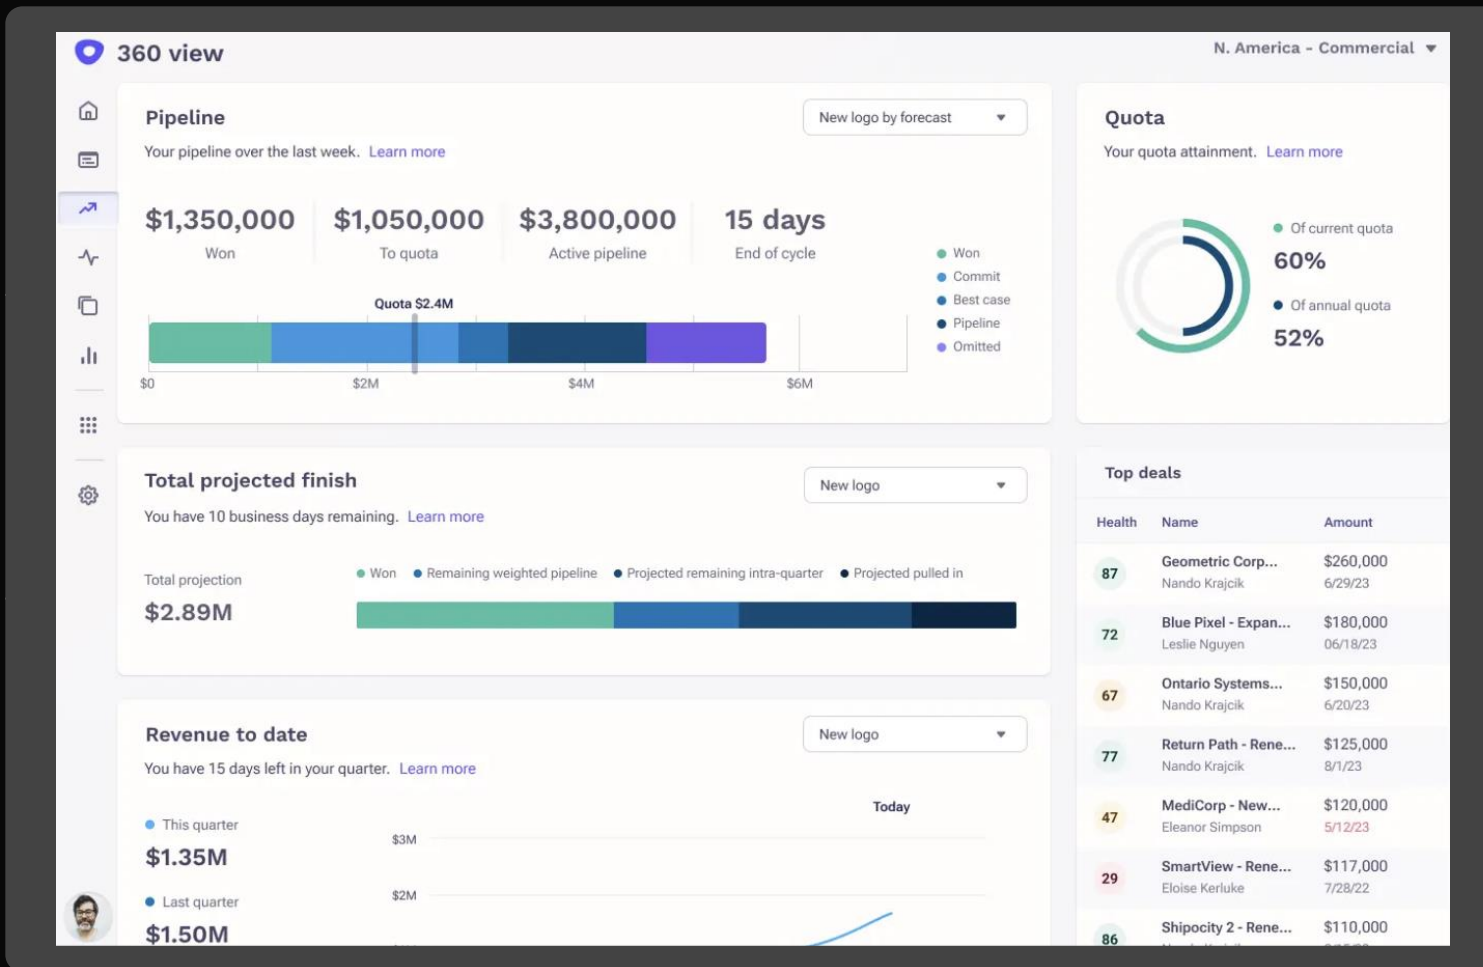 360 view
N. America - Commercial
Pipeline
New logo by forecast
Your pipeline over the last week. Learn more
$1,350,000
Won
$1,050,000
To quota
$3,800,000
Active pipeline
15 days
End of cycle
Won
Commit
Best case
Pipeline
Omitted
Quota $2.4M
$0 $2M $4M $6M
Quota
Your quota attainment. Learn more
Of current quota
60%
Of annual quota
52%
Total projected finish
New logo
You have 10 business days remaining. Learn more
Total projection
$2.89M
Won Remaining weighted pipeline Projected remaining intra-quarter Projected pulled in
Revenue to date
New logo
You have 15 days left in your quarter. Learn more
This quarter
$1.35M
Last quarter
$1.50M
Today
$3M
$2M
Top deals
Health Name Amount
87 Geometric Corp... $260,000
Nando Krajcik 6/29/23
72 Blue Pixel - Expan... $180,000
Leslie Nguyen 06/18/23
67 Ontario Systems... $150,000
Nando Krajcik 6/20/23
77 Return Path - Rene... $125,000
Nando Krajcik 8/1/23
47 MediCorp - New... $120,000
Eleanor Simpson 5/12/23
29 SmartView - Rene... $117,000
Eloise Kerluke 7/28/22
86 Shipocity 2 - Rene... $110,000